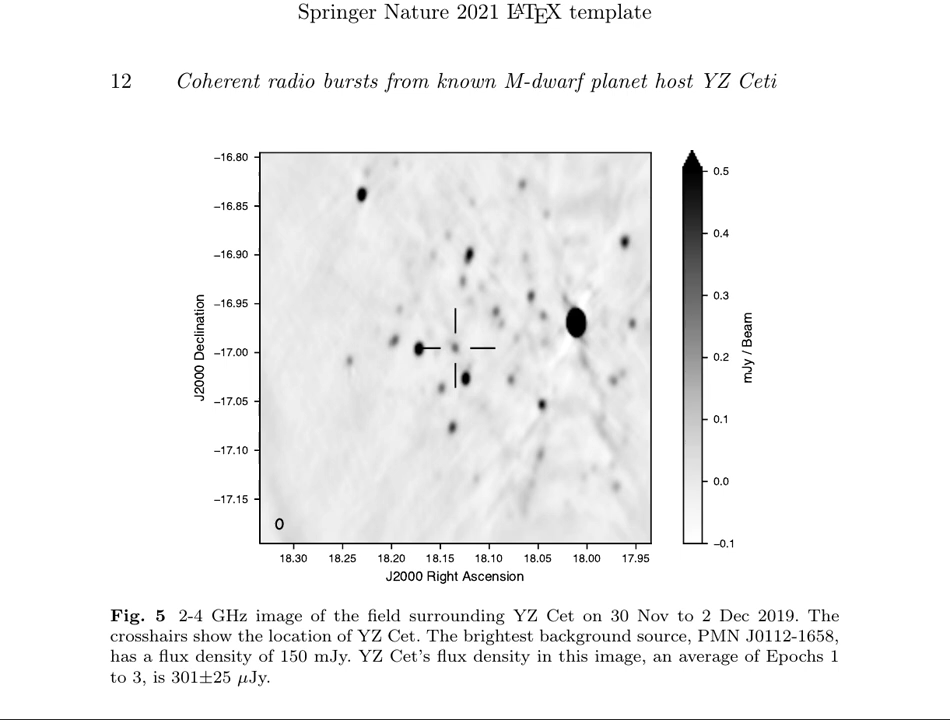 Springer Nature 2021 LATEX template
12 Coherent radio bursts from known M-dwarf planet host YZ Ceti
−16.80
−16.85
−16.90
−16.95
−17.00
−17.05
−17.10
−17.15
J2000 Declination
18.30 18.25 18.20 18.15 18.10 18.05 18.00 17.95
J2000 Right Ascension
0.5
0.4
0.3
0.2
0.1
0.0
−0.1
mJy / Beam
Fig. 5 2-4 GHz image of the field surrounding YZ Cet on 30 Nov to 2 Dec 2019. The
crosshairs show the location of YZ Cet. The brightest background source, PMN J0112-1658,
has a flux density of 150 mJy. YZ Cet's flux density in this image, an average of Epochs 1
to 3, is 301±25 μJy.